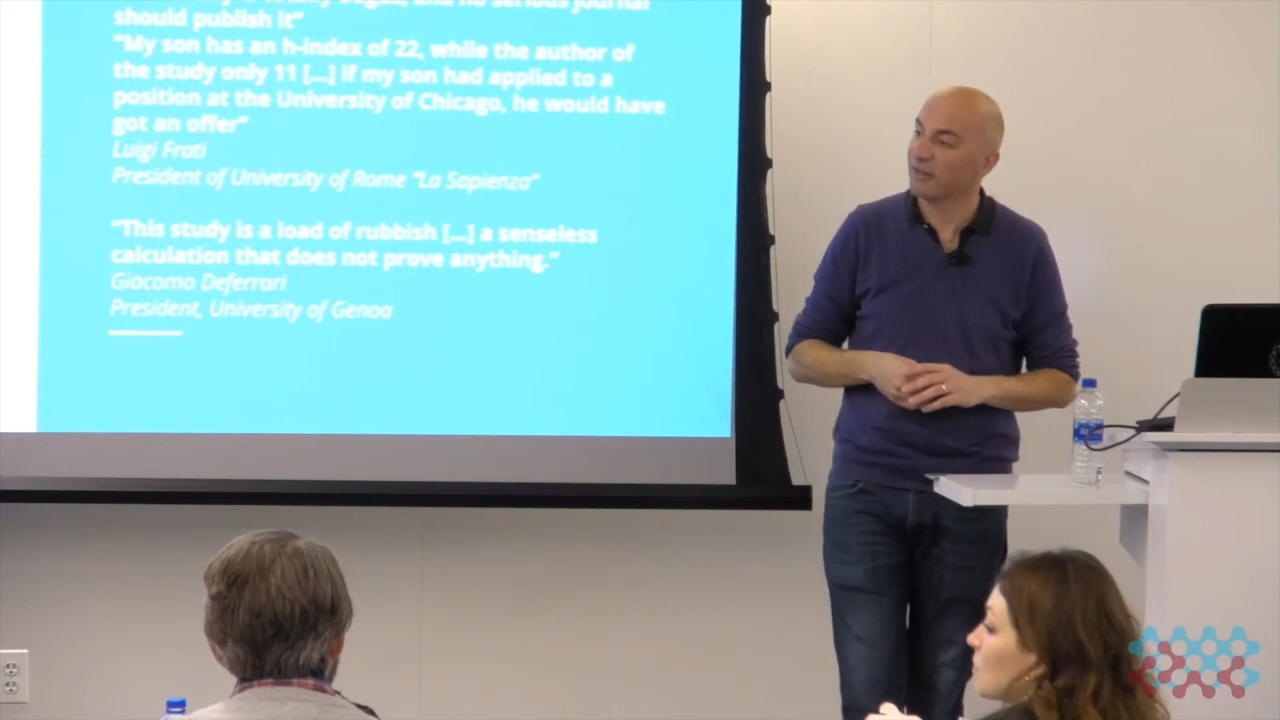 should publish it"
"My son has an h-index of 22, while the author of
the study only 11 [...] if my son had applied to a
position at the University of Chicago, he would have
got an offer"
Luigi Frati
President of University of Rome "La Sapienza"
"This study is a load of rubbish [...] a senseless
calculation that does not prove anything."
Giacomo Deferrari
President, University of Genoa